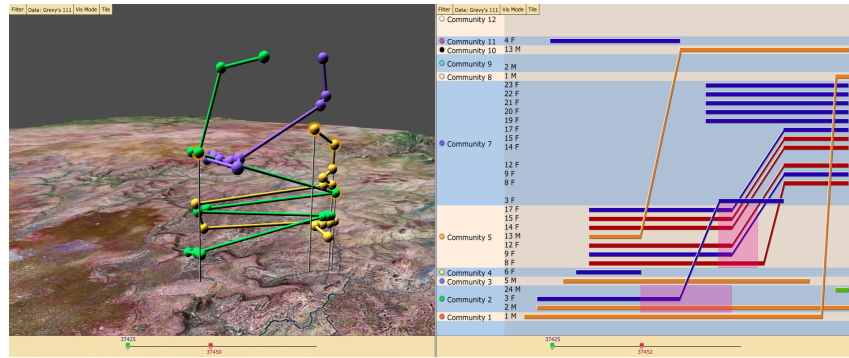 Filter Data: Grevy's 111 Vis Mode Tile
37425
37450
Filter Data: Grevy's 111 Vis Mode Tile
Community 12
Community 11 4 F
Community 10 13 M
Community 9
2 M
Community 8 1 M
23 F
22 F
21 F
20 F
19 F
17 F
Community 7 15 F
14 F
12 F
9 F
8 F
3 F
17 F
15 F
14 F
Community 5 13 M
12 F
9 F
8 F
Community 4 6 F
Community 3 5 M
24 M
Community 2 3 F
2 M
Community 1 1 M
37425
37452